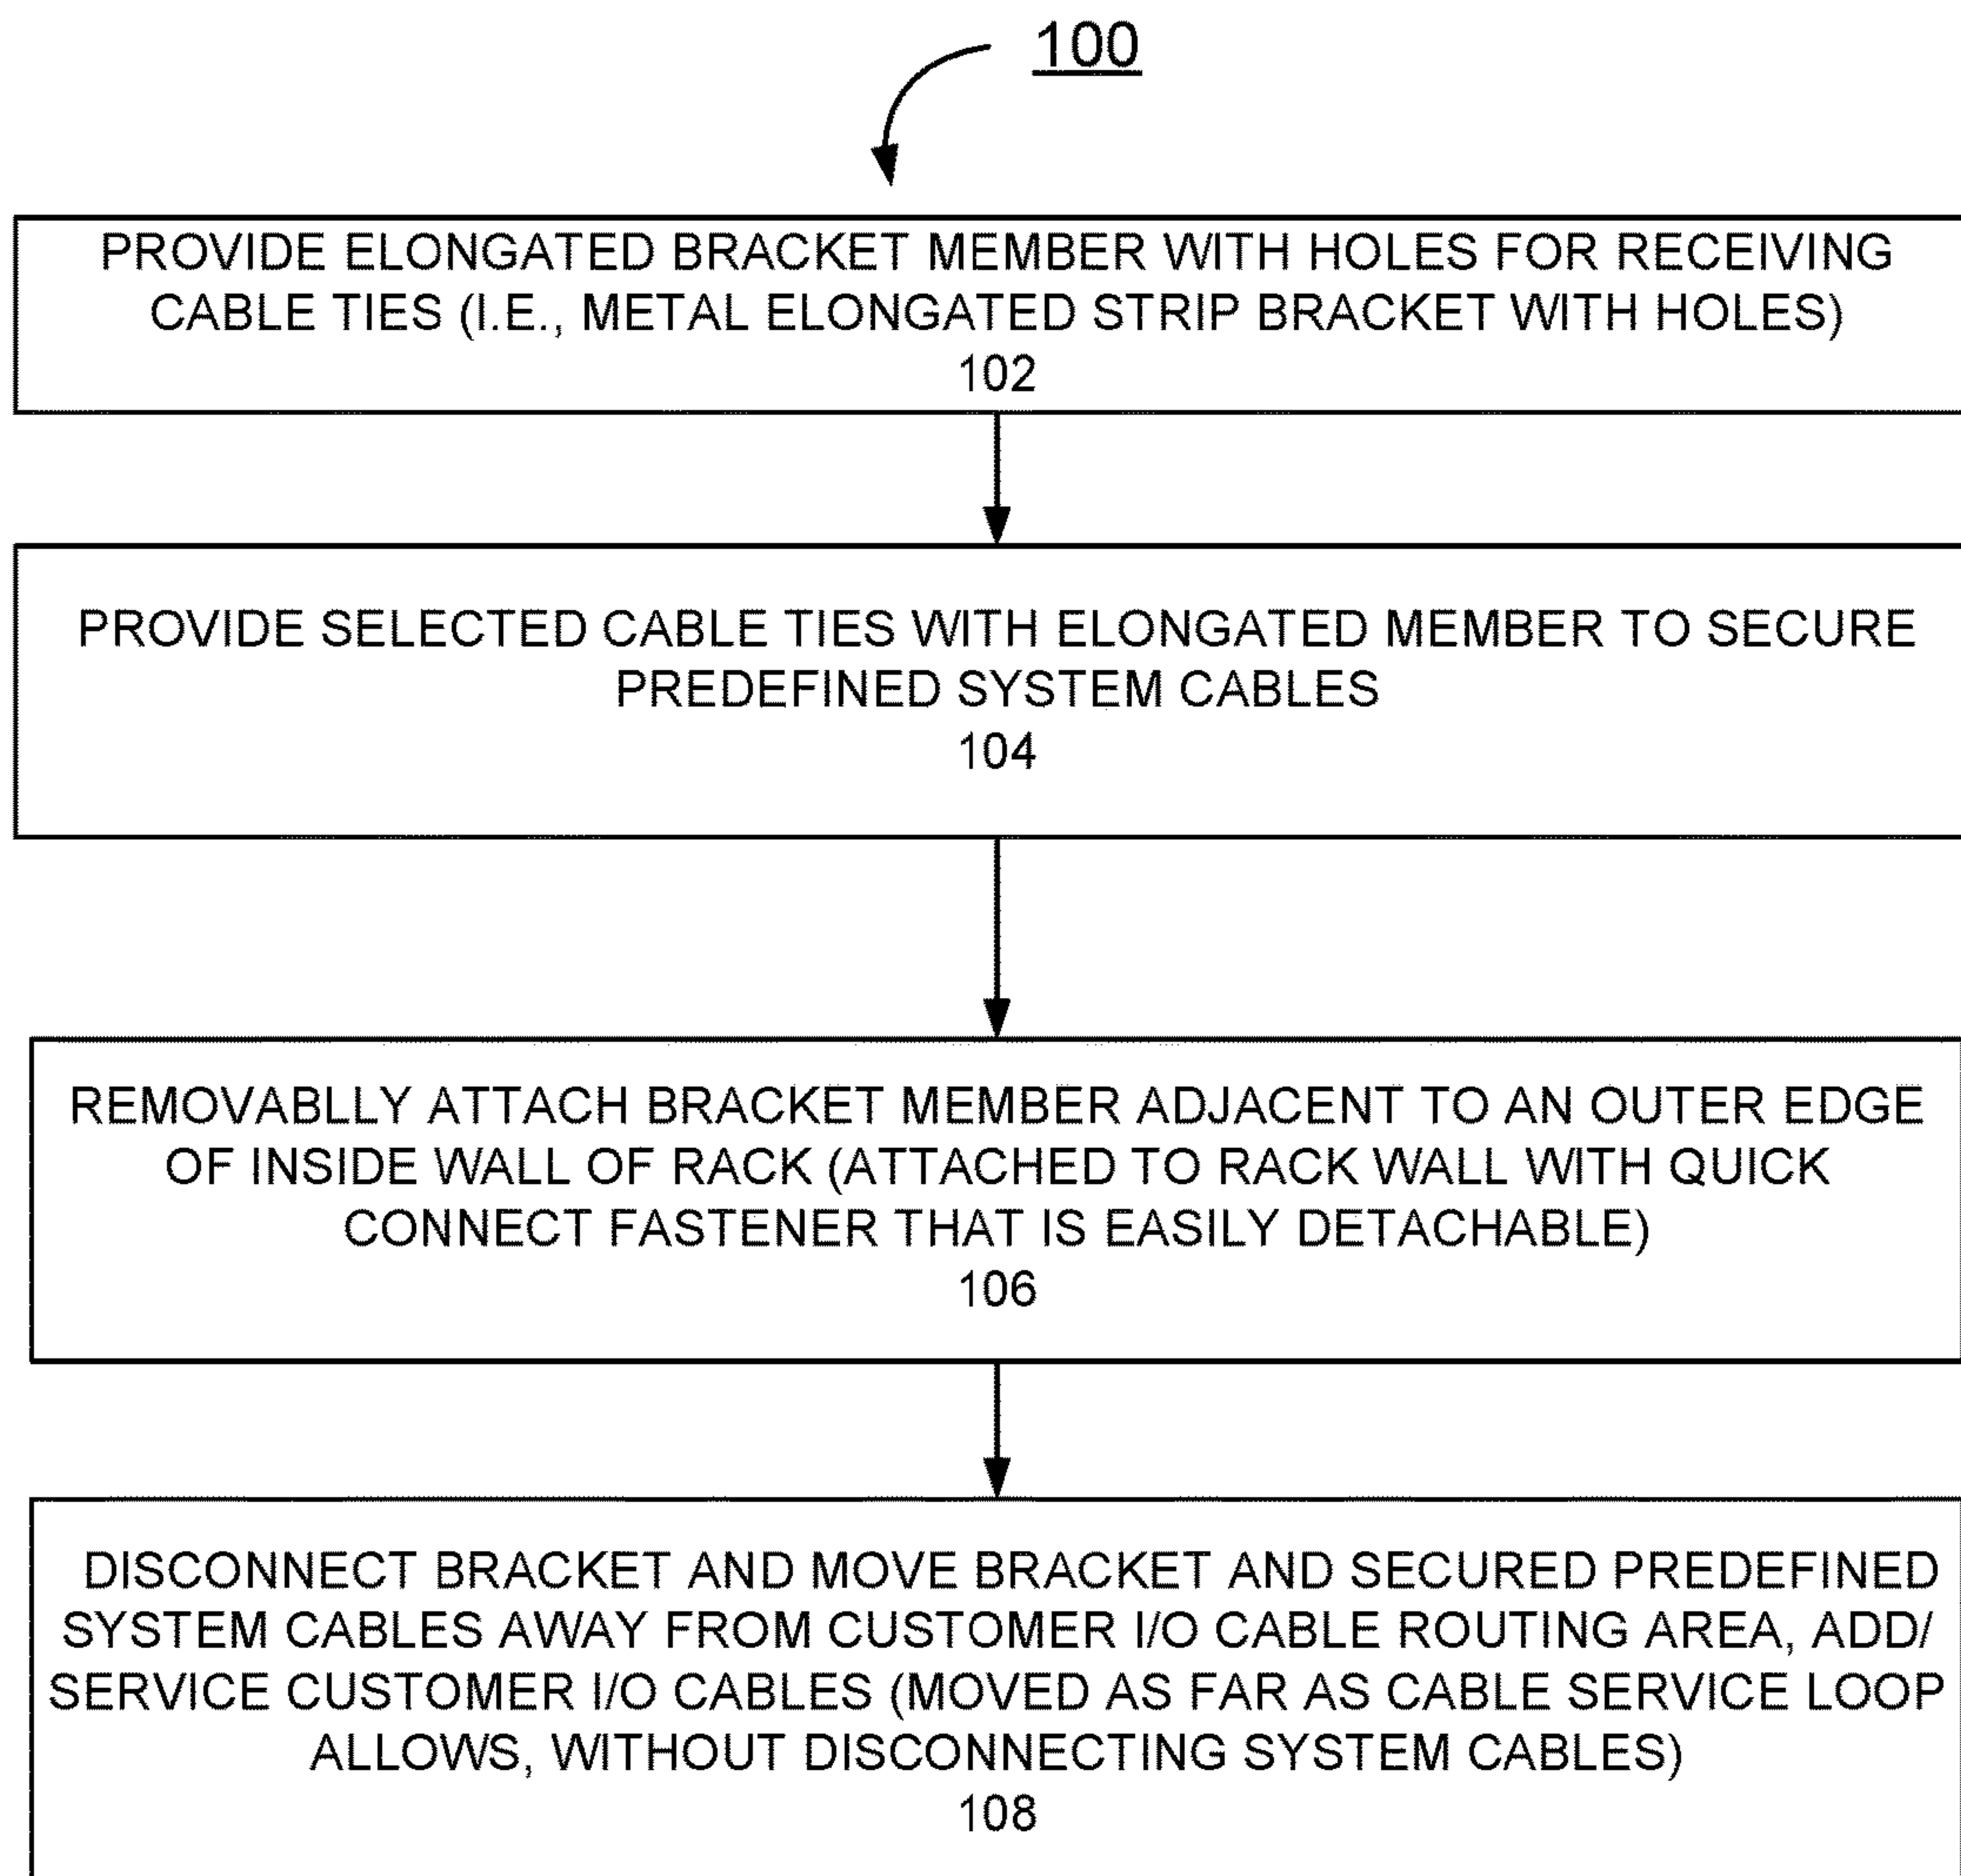 100
PROVIDE ELONGATED BRACKET MEMBER WITH HOLES FOR RECEIVING
CABLE TIES (I.E., METAL ELONGATED STRIP BRACKET WITH HOLES)
102
PROVIDE SELECTED CABLE TIES WITH ELONGATED MEMBER TO SECURE
PREDEFINED SYSTEM CABLES
104
REMOVABLLY ATTACH BRACKET MEMBER ADJACENT TO AN OUTER EDGE
OF INSIDE WALL OF RACK (ATTACHED TO RACK WALL WITH QUICK
CONNECT FASTENER THAT IS EASILY DETACHABLE)
106
DISCONNECT BRACKET AND MOVE BRACKET AND SECURED PREDEFINED
SYSTEM CABLES AWAY FROM CUSTOMER I/O CABLE ROUTING AREA, ADD/
SERVICE CUSTOMER I/O CABLES (MOVED AS FAR AS CABLE SERVICE LOOP
ALLOWS, WITHOUT DISCONNECTING SYSTEM CABLES)
108